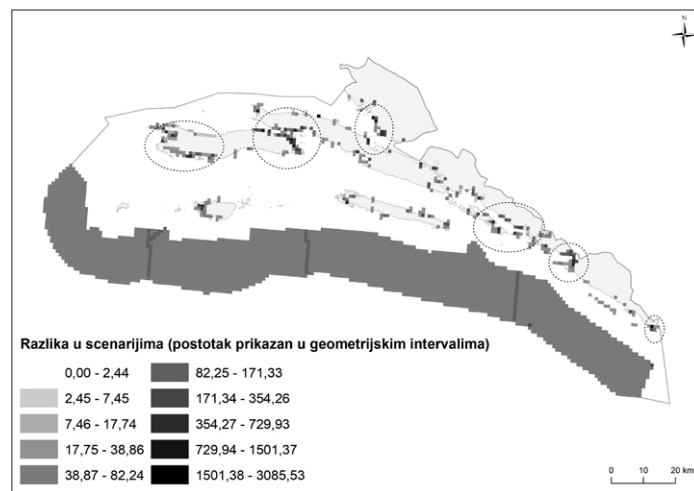 N
Razlika u scenarijima (postotak prikazan u geometrijskim intervalima)
0,00 - 2,44
2,45 - 7,45
7,46 - 17,74
17,75 - 38,86
38,87 - 82,24
82,25 - 171,33
171,34 - 354,26
354,27 - 729,93
729,94 - 1501,37
1501,38 - 3085,53
0 10 20 km